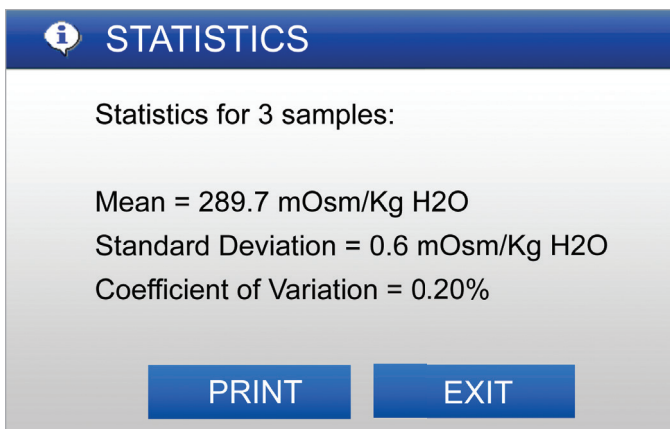 STATISTICS
Statistics for 3 samples:
Mean = 289.7 mOsm/Kg H2O
Standard Deviation = 0.6 mOsm/Kg H2O
Coefficient of Variation = 0.20%
PRINT EXIT